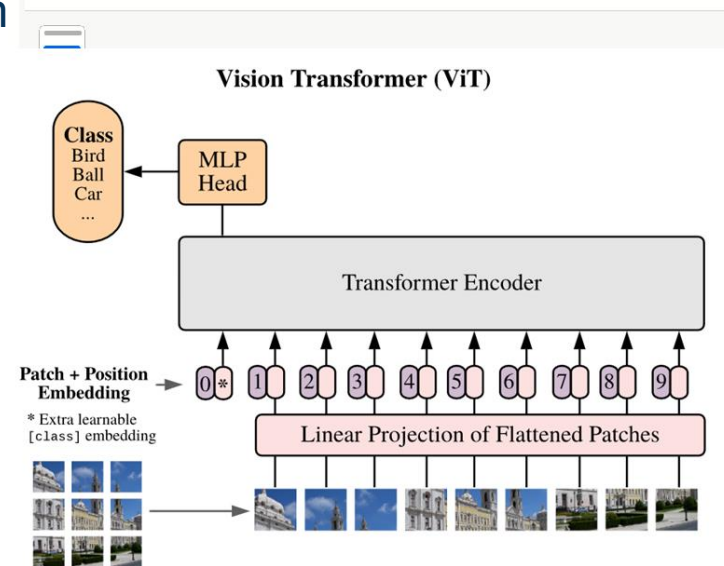 Vision Transformer (ViT)
Class
Bird
Ball
Car
...
MLP
Head
Transformer Encoder
Patch + Position
Embedding
0 * 1 2 3 4 5 6 7 8 9
* Extra learnable
[class] embedding
Linear Projection of Flattened Patches